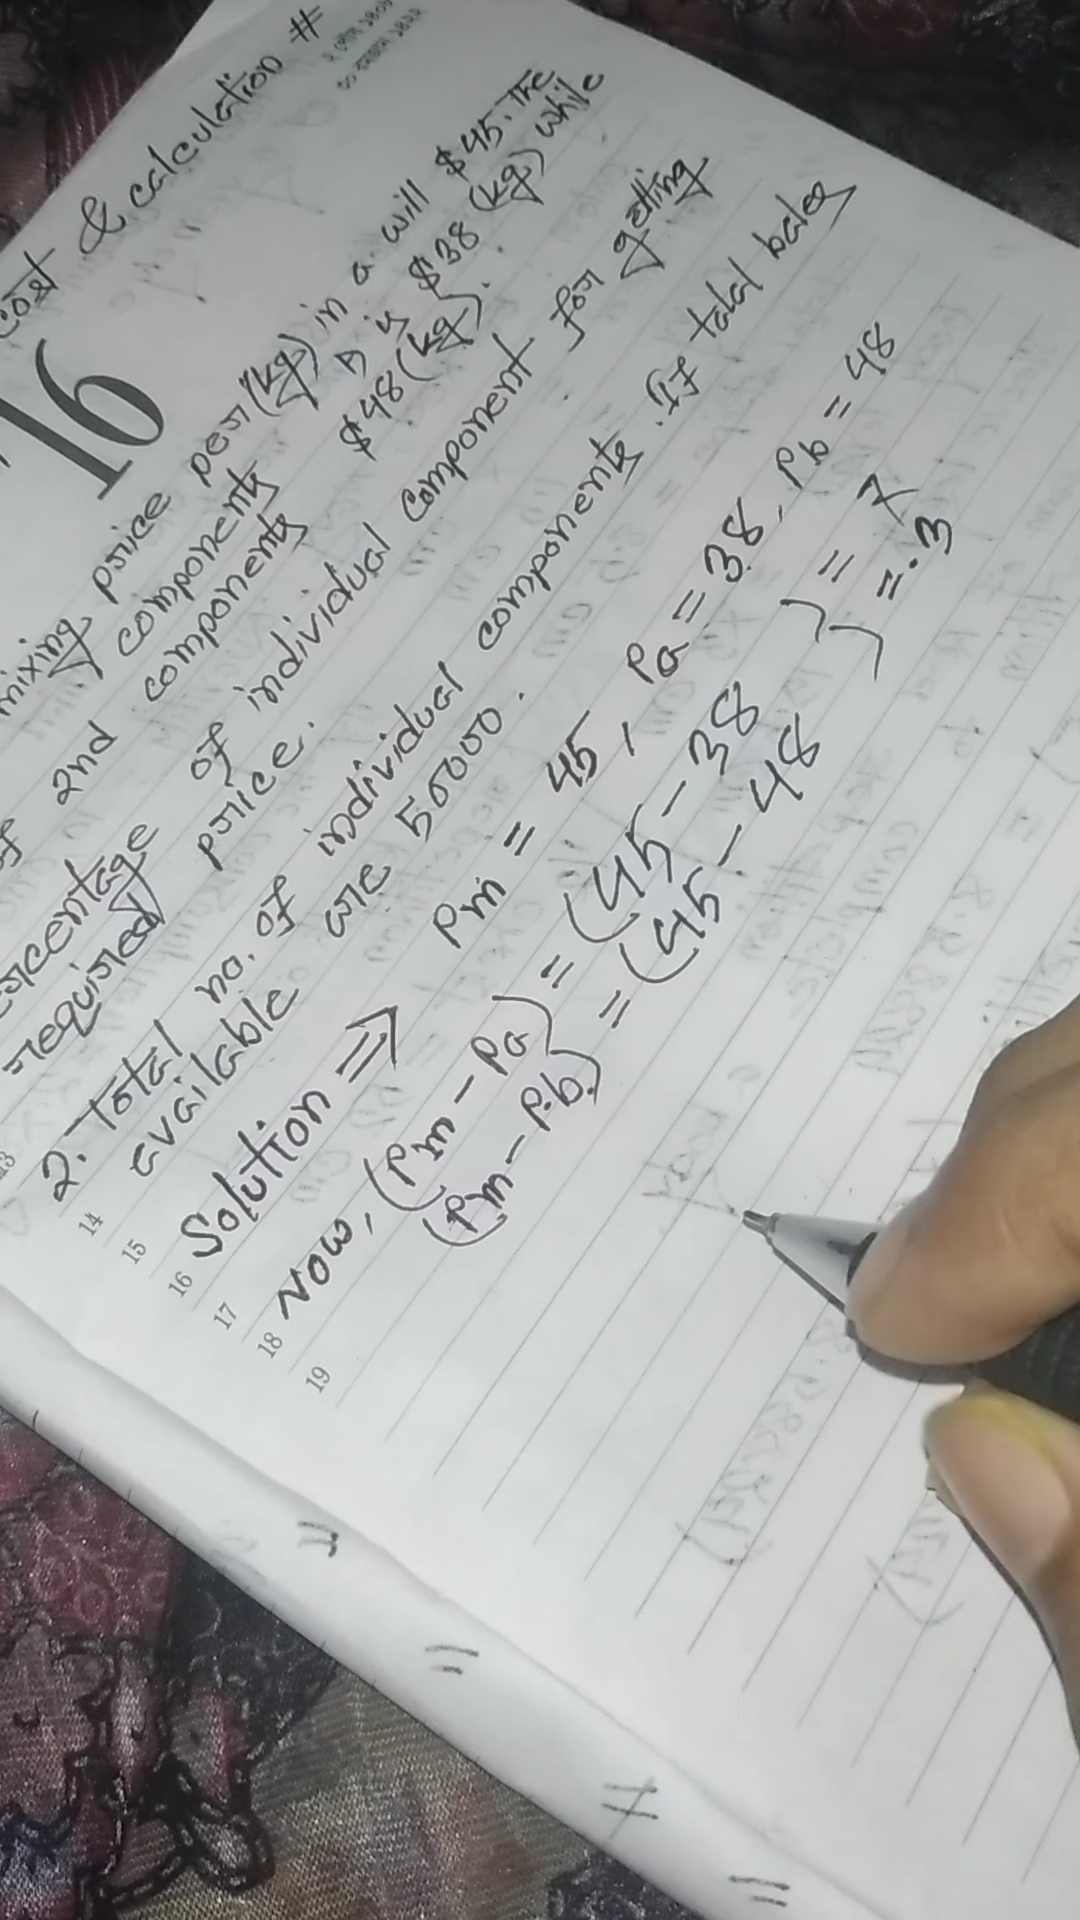 Cost & calculation #
16
mixing price per (kg) in a will $45. The
components A is $38 (kg) while
2nd components $48 (kg).
percentage of individual component for getting
required price.
2. Total no. of individual components. If total bales
available are 50000.
Solution ⇒ Pm = 45, Pa = 38, Pb = 48
Now, (Pm - Pa) = (45 - 38) = 7
(Pm - P.b.) = (45 - 48) = .3
14
15
16
17
18
19